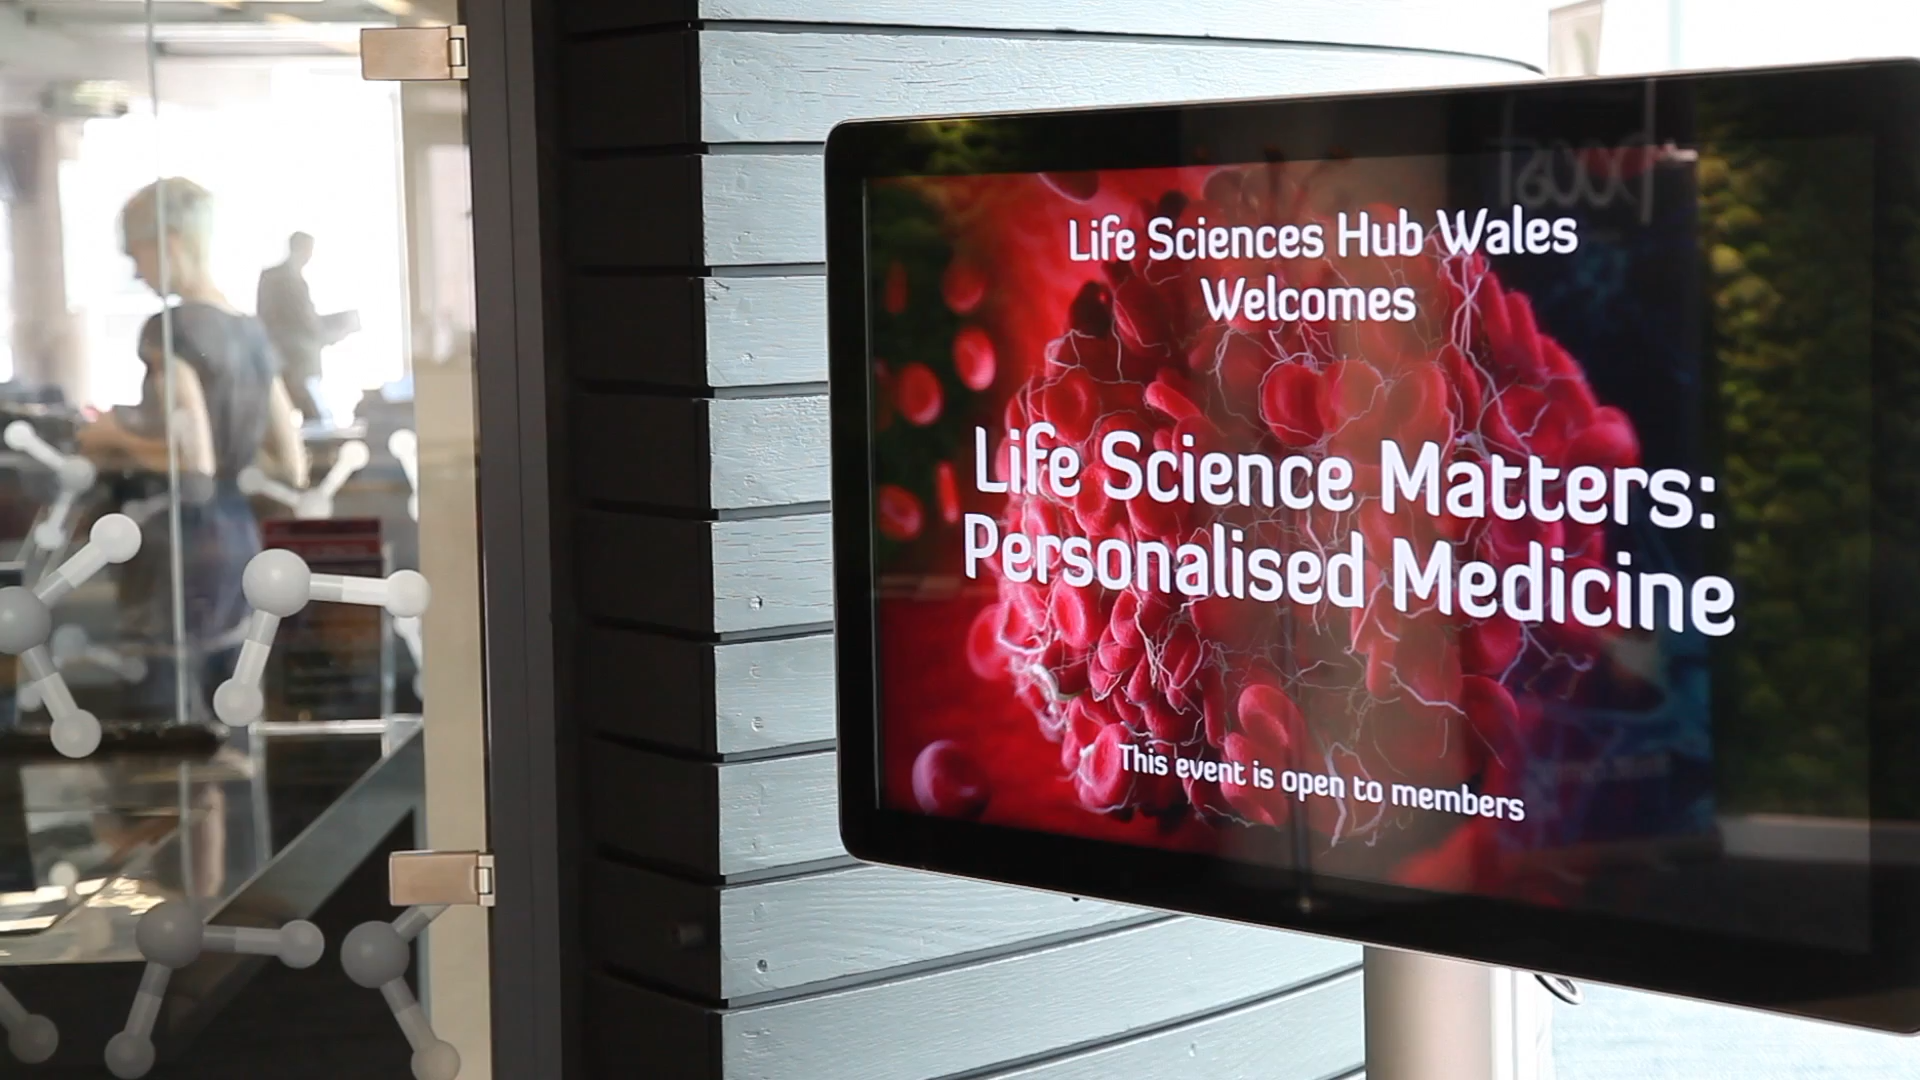 Life Sciences Hub Wales
Welcomes
Life Science Matters:
Personalised Medicine
This event is open to members